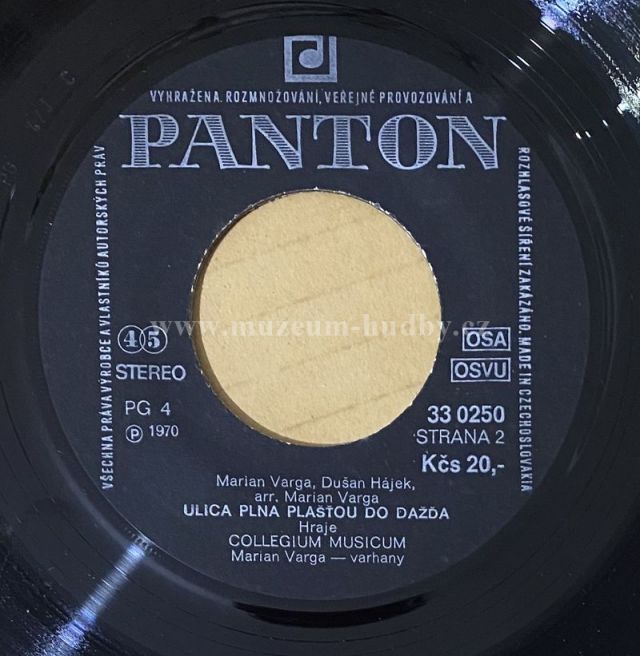 VYHRAŽENA. ROZMNOŽOVÁNÍ, VEŘEJNÉ PROVOZOVÁNÍ A
PANTON
VŠECHNA PRÁVA VÝROBCE A VLASTNÍKŮ AUTORSKÝCH PRÁV
ROZHLASOVÉ ŠÍŘENÍ ZAKÁZÁNO. MADE IN CZECHOSLOVAKIA
www.muzeum-hudby.cz
45
STEREO
PG 4
℗ 1970
OSA
OSVU
33 0250
STRANA 2
Kčs 20,-
Marian Varga, Dušan Hájek,
arr. Marian Varga
ULICA PLNA PLAŠŤOU DO DAŽĎA
Hraje
COLLEGIUM MUSICUM
Marian Varga — varhany